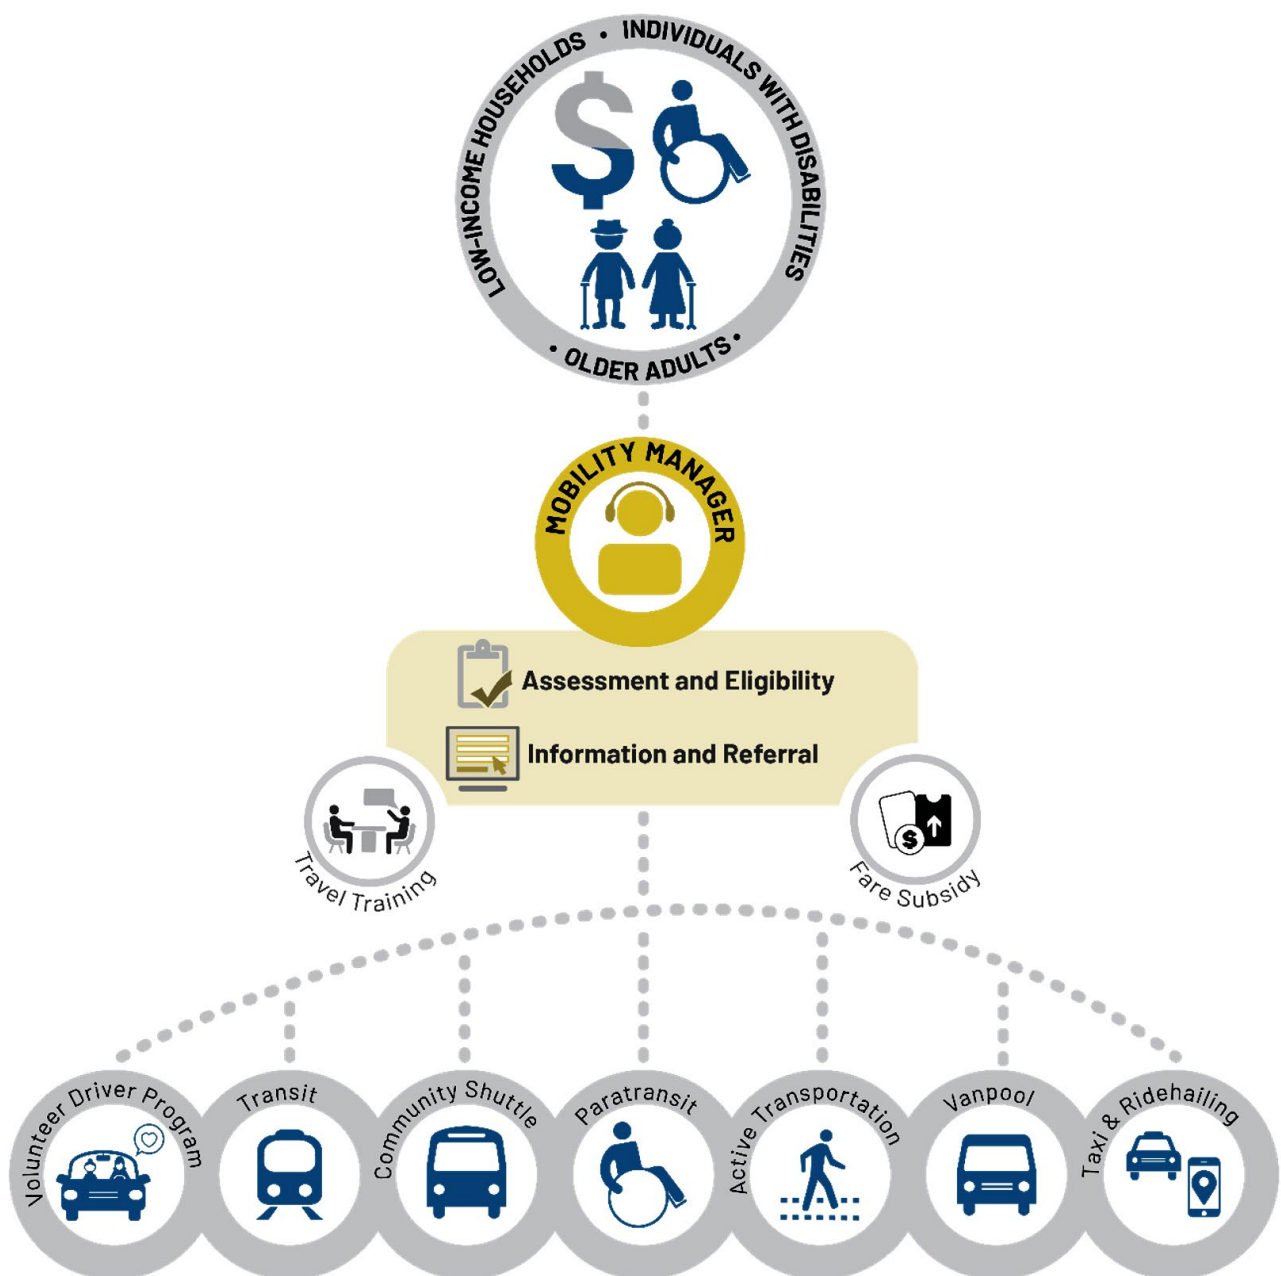 LOW-INCOME HOUSEHOLDS • INDIVIDUALS WITH DISABILITIES
• OLDER ADULTS •
$
MOBILITY MANAGER
Assessment and Eligibility
Information and Referral
Travel Training
$
Fare Subsidy
Volunteer Driver Program
Transit
Community Shuttle
Paratransit
Active Transportation
Vanpool
Taxi & Ridehailing